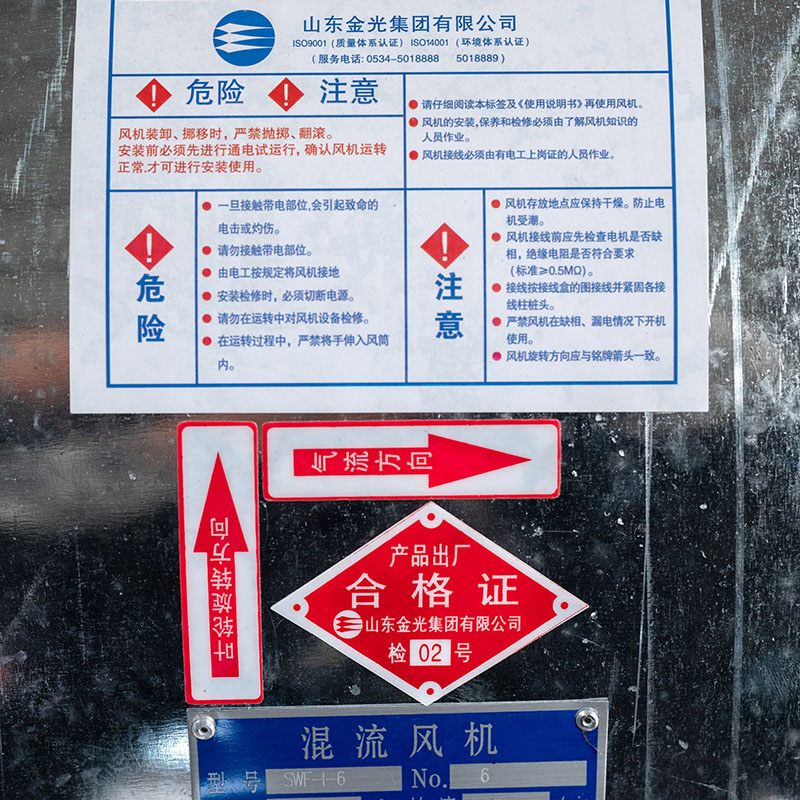 山东金光集团有限公司
ISO9001（质量体系认证） ISO14001（环境体系认证）
（服务电话: 0534-5018888 5018889）
危险 注意
风机装卸、挪移时，严禁抛掷、翻滚。
安装前必须先进行通电试运行，确认风机运转
正常.才可进行安装使用。
请仔细阅读本标签及《使用说明书》再使用风机。
风机的安装,保养和检修必须由了解风机知识的
人员作业。
风机接线必须由有电工上岗证的人员作业。
危险
一旦接触带电部位,会引起致命的
电击或灼伤。
请勿接触带电部位。
由电工按规定将风机接地
安装检修时，必须切断电源。
请勿在运转中对风机设备检修。
在运转过程中，严禁将手伸入风筒
内。
注意
风机存放地点应保持干燥。防止电
机受潮。
风机接线前应先检查电机是否缺
相，绝缘电阻是否符合要求
（标准≥0.5MΩ）。
接线按接线盒的图接线并紧固各接
线柱桩头。
严禁风机在缺相、漏电情况下开机
使用。
风机旋转方向应与铭牌箭头一致。
气流方向
叶轮旋转方向
产品出厂
合格证
山东金光集团有限公司
检 02 号
混流风机
型号 SWF-I-6 No. 6